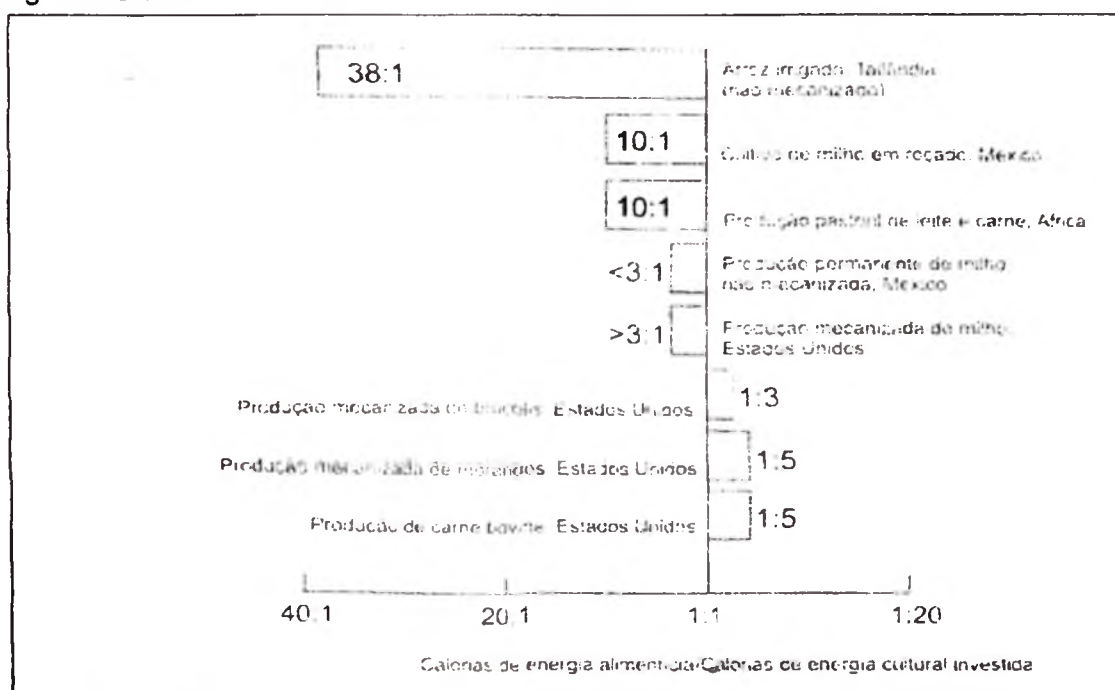 38:1
Arroz irrigado, Tailândia
(não mecanizado)
10:1
Cultivo de milho em roçado, México
10:1
Produção pastoril de leite e carne, África
<3:1
Produção permanente de milho
não mecanizada, México
>3:1
Produção mecanizada de milho,
Estados Unidos
Produção mecanizada de brócolis, Estados Unidos
1:3
Produção mecanizada de morangos, Estados Unidos
1:5
Produção de carne bovina, Estados Unidos
1:5
40:1 20:1 1:1 1:20
Calorias de energia alimentícia/Calorias de energia cultural investida